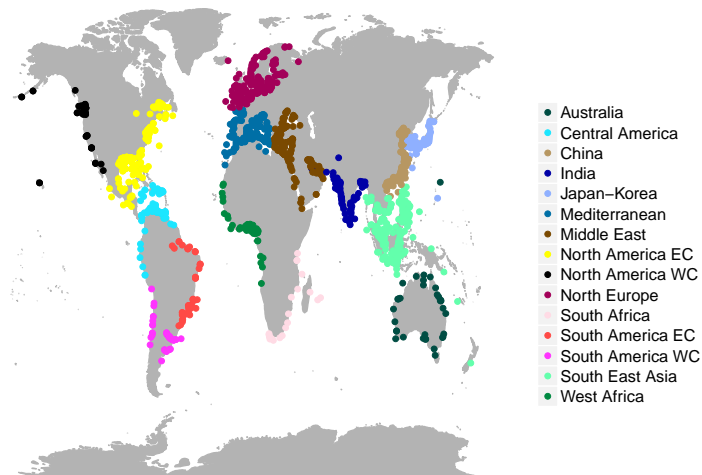 Australia
Central America
China
India
Japan−Korea
Mediterranean
Middle East
North America EC
North America WC
North Europe
South Africa
South America EC
South America WC
South East Asia
West Africa